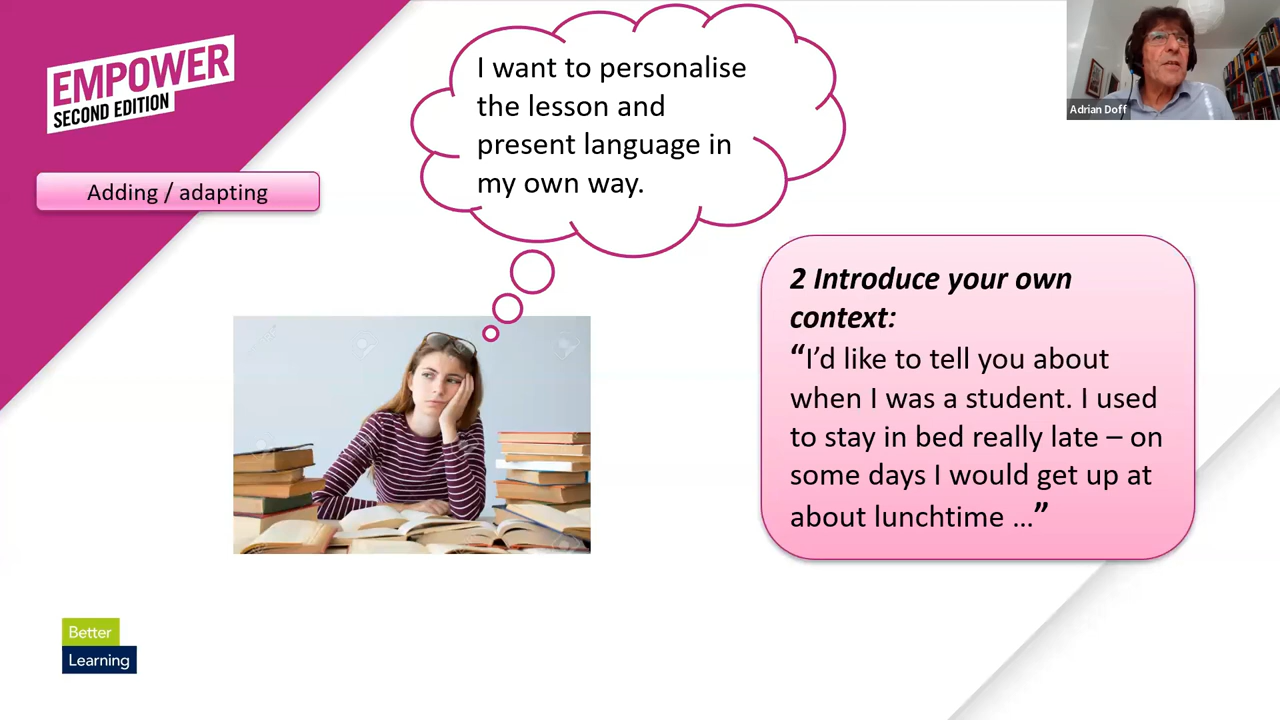 EMPOWER
SECOND EDITION
Adding / adapting
I want to personalise
the lesson and
present language in
my own way.
Adrian Doff
2 Introduce your own
context:
“I’d like to tell you about
when I was a student. I used
to stay in bed really late – on
some days I would get up at
about lunchtime …”
Better
Learning